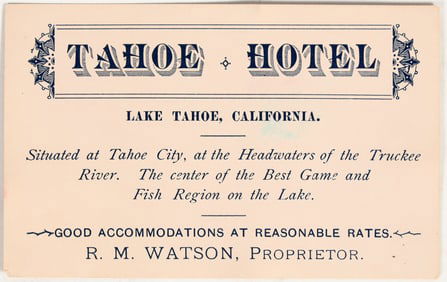 TAHOE HOTEL
LAKE TAHOE, CALIFORNIA.
Situated at Tahoe City, at the Headwaters of the Truckee
River. The center of the Best Game and
Fish Region on the Lake.
GOOD ACCOMMODATIONS AT REASONABLE RATES.
R. M. WATSON, PROPRIETOR.